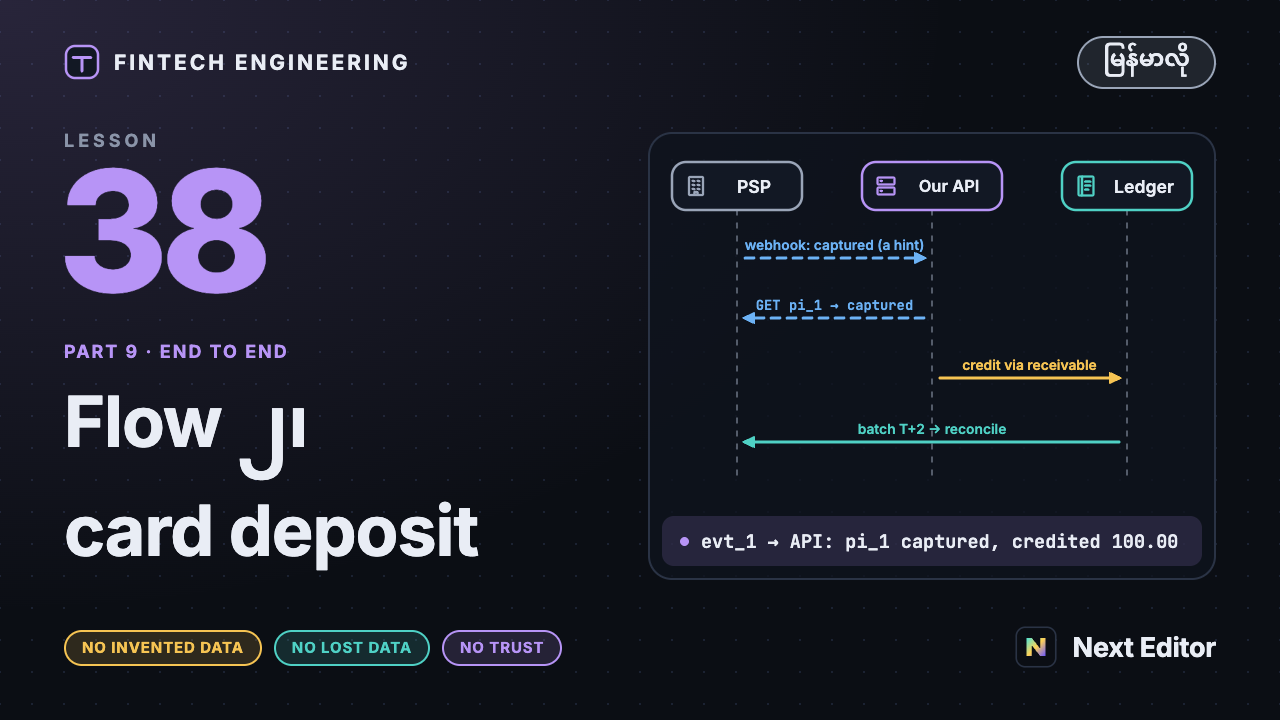 FINTECH ENGINEERING
မြန်မာလို
LESSON
38
PART 9 · END TO END
Flow ၂၊
card deposit
PSP
Our API
Ledger
webhook: captured (a hint)
GET pi_1 → captured
credit via receivable
batch T+2 → reconcile
evt_1 → API: pi_1 captured, credited 100.00
NO INVENTED DATA
NO LOST DATA
NO TRUST
N
Next Editor